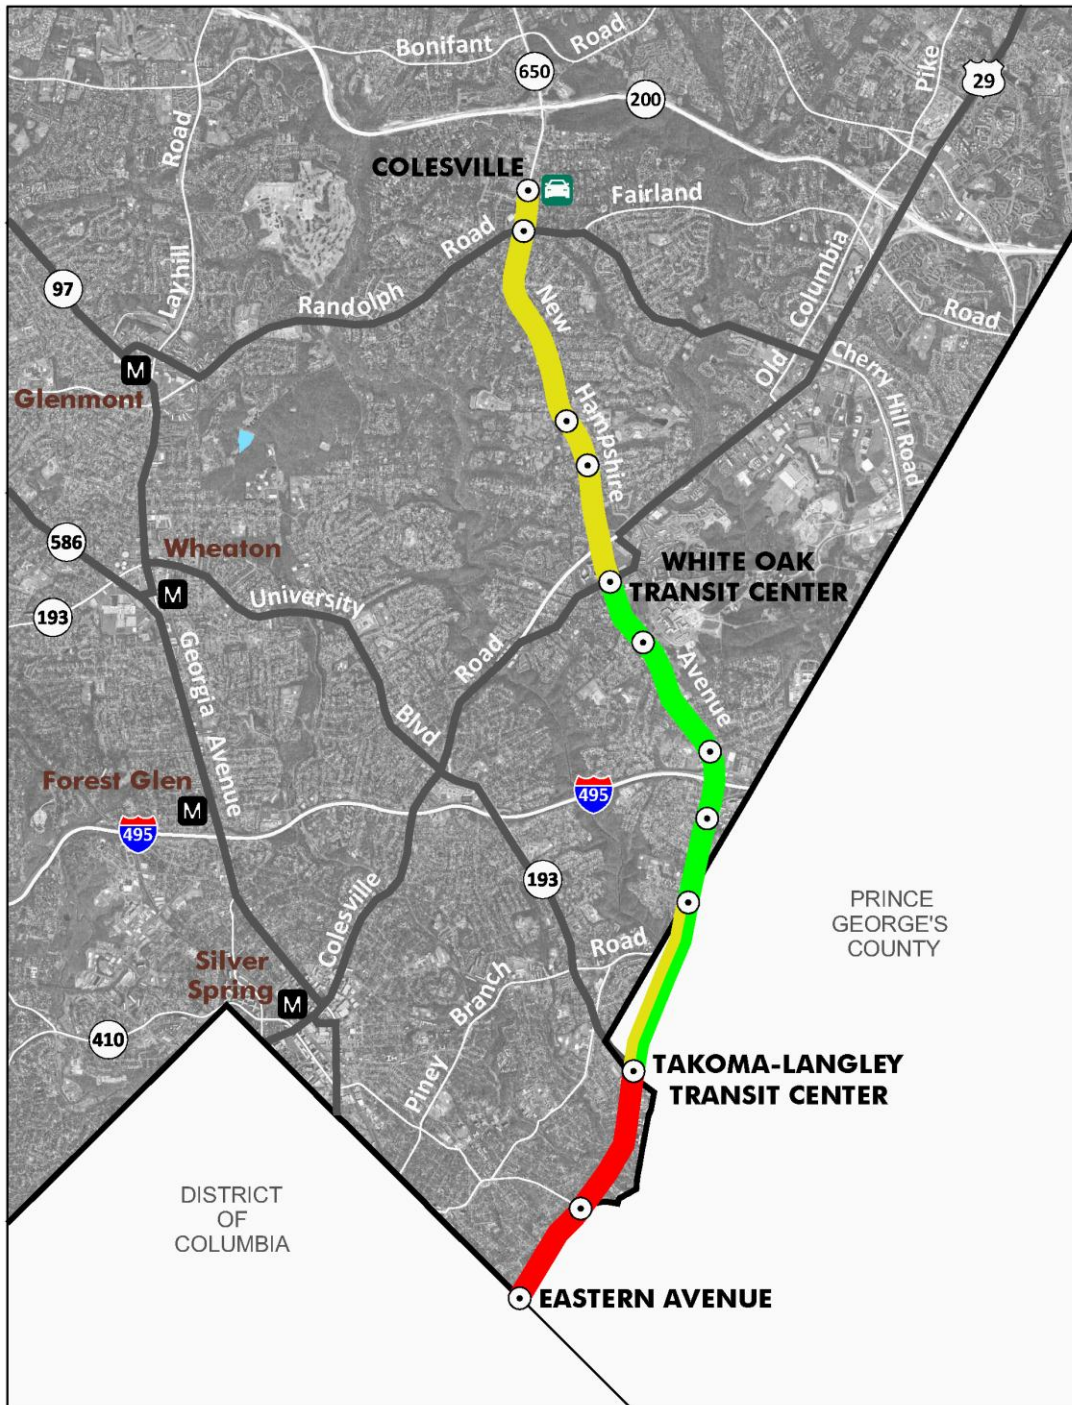 Bonifant Road
650
29
Pike
200
Road
COLESVILLE
Fairland
Road
Columbia
Layhill
97
Randolph
New
Road
Old
Cherry
Hill Road
M
Glenmont
Hampshire
586
Wheaton
WHITE OAK
TRANSIT CENTER
M
193
University
Road
Georgia
Avenue
Avenue
Blvd
Forest Glen
M
495
495
193
PRINCE
GEORGE'S
COUNTY
Colesville
Road
Silver
Spring
M
Branch
410
Piney
TAKOMA-LANGLEY
TRANSIT CENTER
DISTRICT
OF
COLUMBIA
EASTERN AVENUE